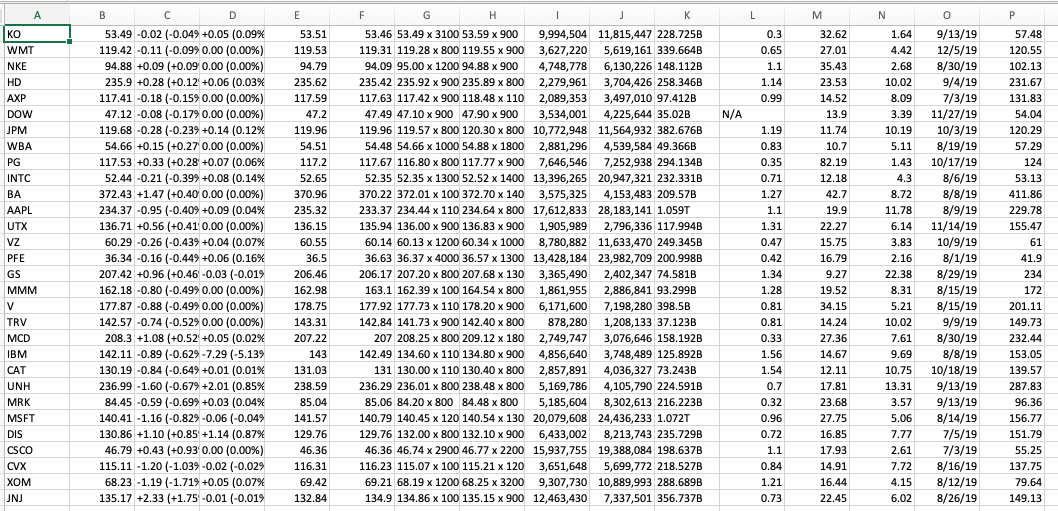 A B C D E F G H I J K L M N O P
KO 53.49 -0.02 (-0.04% +0.05 (0.09% 53.51 53.46 53.49 x 3100 53.59 x 900 9,994,504 11,815,447 228.725B 0.3 32.62 1.64 9/13/19 57.48
WMT 119.42 -0.11 (-0.09% 0.00 (0.00%) 119.53 119.31 119.28 x 800 119.55 x 900 3,627,220 5,619,161 339.664B 0.65 27.01 4.42 12/5/19 120.55
NKE 94.88 +0.09 (+0.09 0.00 (0.00%) 94.79 94.09 95.00 x 1200 94.88 x 900 4,748,778 6,130,226 148.112B 1.1 35.43 2.68 8/30/19 102.13
HD 235.9 +0.28 (+0.12 +0.06 (0.03% 235.62 235.42 235.92 x 900 235.89 x 800 2,279,961 3,704,426 258.346B 1.14 23.53 10.02 9/4/19 231.67
AXP 117.41 -0.18 (-0.15% 0.00 (0.00%) 117.59 117.63 117.42 x 900 118.48 x 110 2,089,353 3,497,010 97.412B 0.99 14.52 8.09 7/3/19 131.83
DOW 47.12 -0.08 (-0.17% 0.00 (0.00%) 47.2 47.49 47.10 x 900 47.90 x 900 3,534,001 4,225,644 35.02B N/A 13.9 3.39 11/27/19 54.04
JPM 119.68 -0.28 (-0.23% +0.14 (0.12% 119.96 119.96 119.57 x 800 120.30 x 800 10,772,948 11,564,932 382.676B 1.19 11.74 10.19 10/3/19 120.29
WBA 54.66 +0.15 (+0.27 0.00 (0.00%) 54.51 54.48 54.66 x 1000 54.88 x 1800 2,881,296 4,539,584 49.366B 0.83 10.7 5.11 8/19/19 57.29
PG 117.53 +0.33 (+0.28 +0.07 (0.06% 117.2 117.67 116.80 x 800 117.77 x 900 7,646,546 7,252,938 294.134B 0.35 82.19 1.43 10/17/19 124
INTC 52.44 -0.21 (-0.39% +0.08 (0.14% 52.65 52.35 52.35 x 1300 52.52 x 1400 13,396,265 20,947,321 232.331B 0.71 12.18 4.3 8/6/19 53.13
BA 372.43 +1.47 (+0.40 0.00 (0.00%) 370.96 370.22 372.01 x 100 372.70 x 140 3,575,325 4,153,483 209.57B 1.27 42.7 8.72 8/8/19 411.86
AAPL 234.37 -0.95 (-0.40% +0.09 (0.04% 235.32 233.37 234.44 x 110 234.64 x 800 17,612,833 28,183,141 1.059T 1.1 19.9 11.78 8/9/19 229.78
UTX 136.71 +0.56 (+0.41 0.00 (0.00%) 136.15 135.94 136.00 x 900 136.83 x 900 1,905,989 2,796,336 117.994B 1.31 22.27 6.14 11/14/19 155.47
VZ 60.29 -0.26 (-0.43% +0.04 (0.07% 60.55 60.14 60.13 x 1200 60.34 x 1000 8,780,882 11,633,470 249.345B 0.47 15.75 3.83 10/9/19 61
PFE 36.34 -0.16 (-0.44% +0.06 (0.16% 36.5 36.63 36.37 x 4000 36.57 x 1300 13,428,184 23,982,709 200.998B 0.42 16.79 2.16 8/1/19 41.9
GS 207.42 +0.96 (+0.46 -0.03 (-0.01% 206.46 206.17 207.20 x 800 207.68 x 130 3,365,490 2,402,347 74.581B 1.34 9.27 22.38 8/29/19 234
MMM 162.18 -0.80 (-0.49% 0.00 (0.00%) 162.98 163.1 162.39 x 100 164.54 x 800 1,861,955 2,886,841 93.299B 1.28 19.52 8.31 8/15/19 172
V 177.87 -0.88 (-0.49% 0.00 (0.00%) 178.75 177.92 177.73 x 110 178.20 x 900 6,171,600 7,198,280 398.5B 0.81 34.15 5.21 8/15/19 201.11
TRV 142.57 -0.74 (-0.52% 0.00 (0.00%) 143.31 142.84 141.73 x 900 142.40 x 800 878,280 1,208,133 37.123B 0.81 14.24 10.02 9/9/19 149.73
MCD 208.3 +1.08 (+0.52 +0.05 (0.02% 207.22 207 208.25 x 800 209.12 x 180 2,749,747 3,076,646 158.192B 0.33 27.36 7.61 8/30/19 232.44
IBM 142.11 -0.89 (-0.62% -7.29 (-5.13% 143 142.49 134.60 x 110 134.80 x 900 4,856,640 3,748,489 125.892B 1.56 14.67 9.69 8/8/19 153.05
CAT 130.19 -0.84 (-0.64% +0.01 (0.01% 131.03 131 130.00 x 110 130.40 x 800 2,857,891 4,036,327 73.243B 1.54 12.11 10.75 10/18/19 139.57
UNH 236.99 -1.60 (-0.67% +2.01 (0.85% 238.59 236.29 236.01 x 800 238.48 x 800 5,169,786 4,105,790 224.591B 0.7 17.81 13.31 9/13/19 287.83
MRK 84.45 -0.59 (-0.69% +0.03 (0.04% 85.04 85.06 84.20 x 800 84.48 x 800 5,185,604 8,302,613 216.223B 0.32 23.68 3.57 9/13/19 96.36
MSFT 140.41 -1.16 (-0.82% -0.06 (-0.04% 141.57 140.79 140.45 x 120 140.54 x 130 20,079,608 24,436,233 1.072T 0.96 27.75 5.06 8/14/19 156.77
DIS 130.86 +1.10 (+0.85 +1.14 (0.87% 129.76 129.76 132.00 x 800 132.10 x 900 6,433,002 8,213,743 235.729B 0.72 16.85 7.77 7/5/19 151.79
CSCO 46.79 +0.43 (+0.93 0.00 (0.00%) 46.36 46.36 46.74 x 2900 46.77 x 2200 15,937,755 19,388,084 198.637B 1.1 17.93 2.61 7/3/19 55.25
CVX 115.11 -1.20 (-1.03% -0.02 (-0.02% 116.31 116.23 115.07 x 100 115.21 x 120 3,651,648 5,699,772 218.527B 0.84 14.91 7.72 8/16/19 137.75
XOM 68.23 -1.19 (-1.71% +0.05 (0.07% 69.42 69.21 68.19 x 1200 68.25 x 3200 9,307,730 10,889,993 288.689B 1.21 16.44 4.15 8/12/19 79.64
JNJ 135.17 +2.33 (+1.75 -0.01 (-0.01% 132.84 134.9 134.86 x 100 135.15 x 900 12,463,430 7,337,501 356.737B 0.73 22.45 6.02 8/26/19 149.13